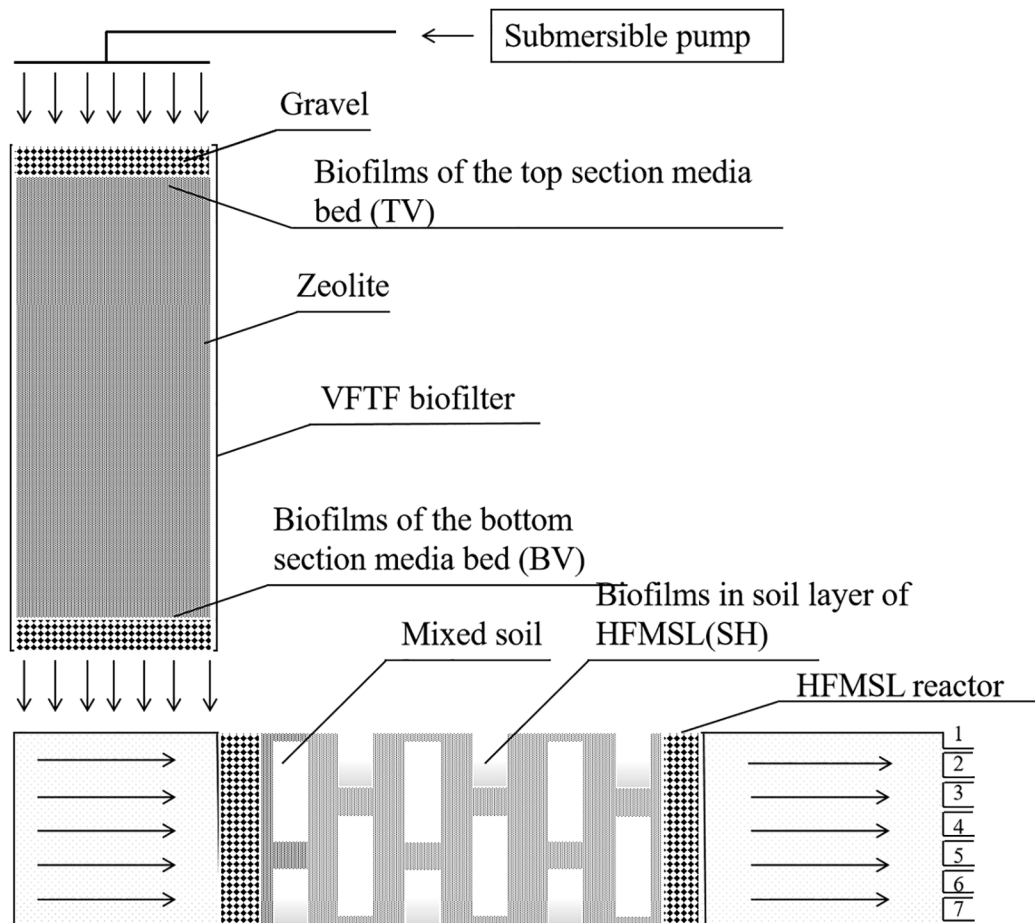 Submersible pump
Gravel
Biofilms of the top section media
bed (TV)
Zeolite
VFTF biofilter
Biofilms of the bottom
section media bed (BV)
Biofilms in soil layer of
HFMSL(SH)
Mixed soil
HFMSL reactor
1
2
3
4
5
6
7